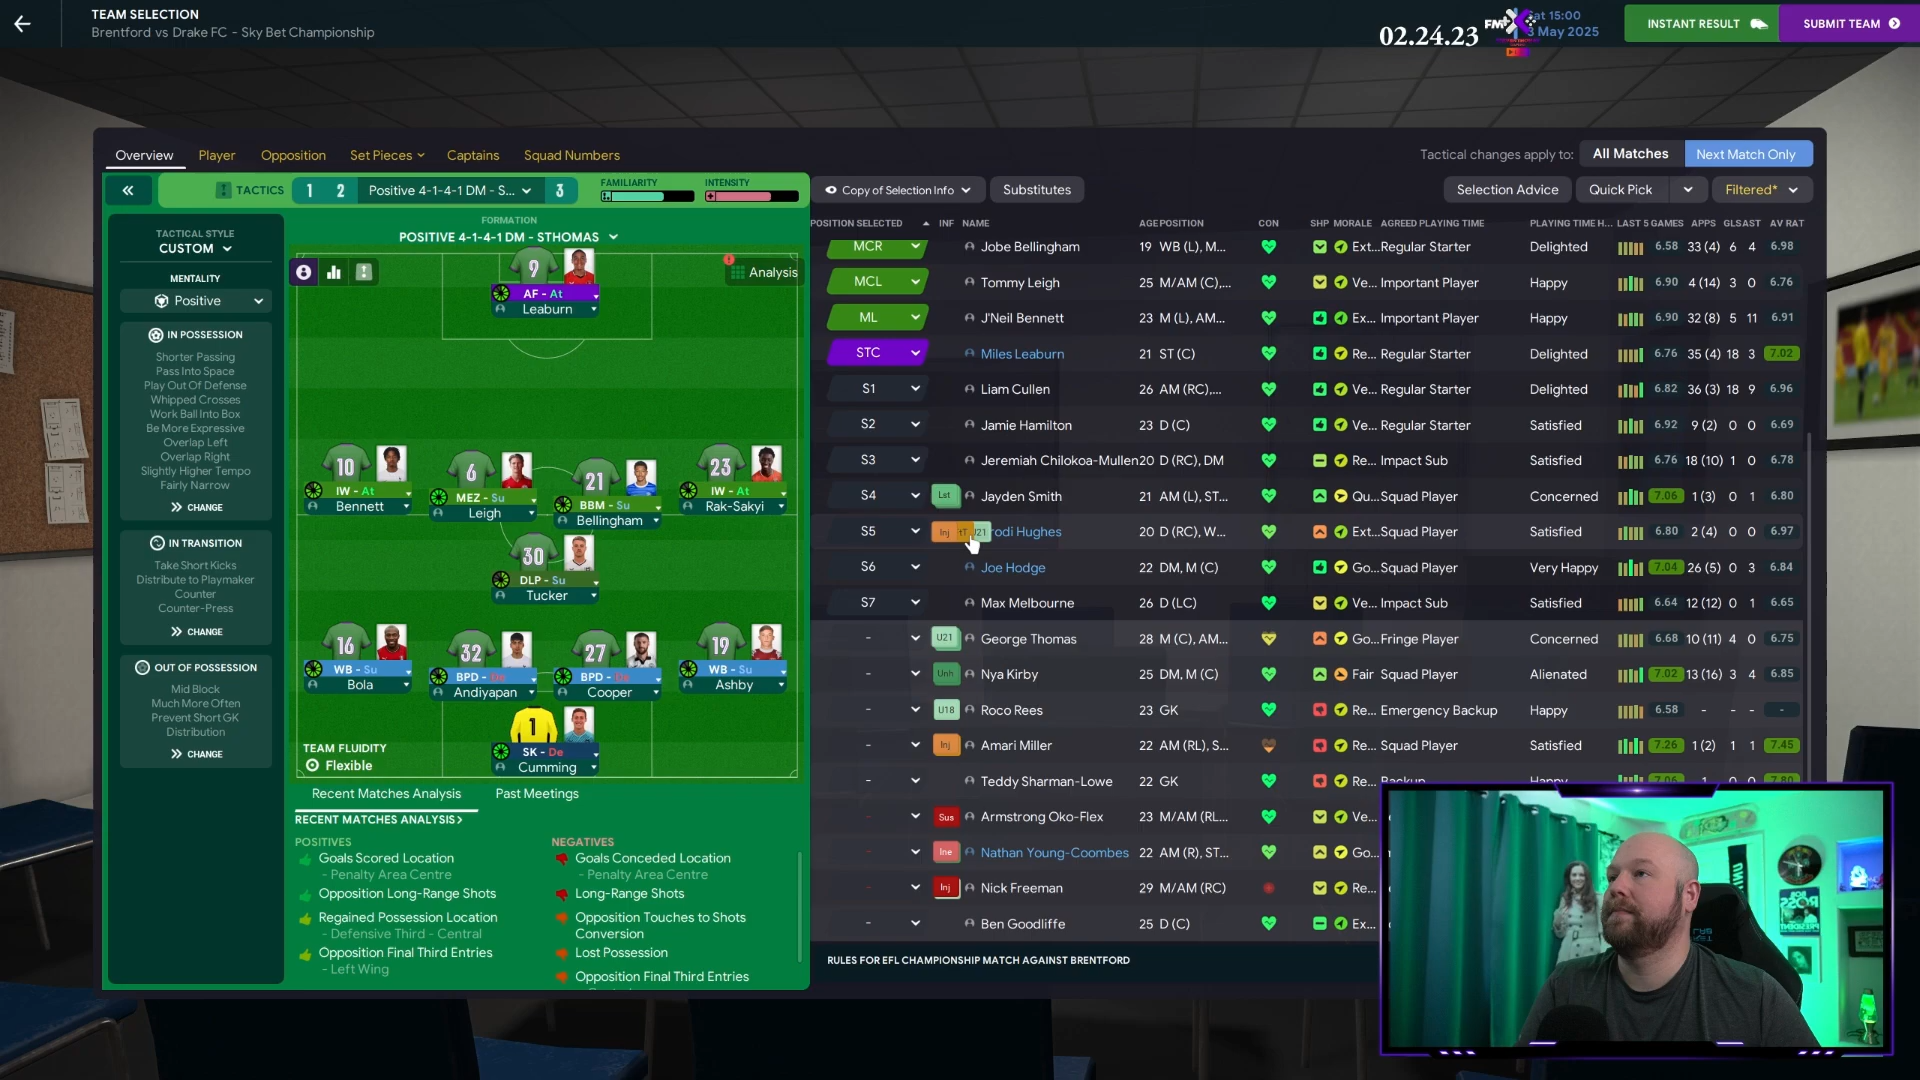 TEAM SELECTION
Brentford vs Drake FC - Sky Bet Championship
02.24.23
FM
Sat 15:00
3 May 2025
INSTANT RESULT
SUBMIT TEAM
Overview Player Opposition Set Pieces Captains Squad Numbers
Tactical changes apply to: All Matches Next Match Only
TACTICS 1 2 Positive 4-1-4-1 DM - S... 3
FAMILIARITY
INTENSITY
Copy of Selection Info Substitutes
Selection Advice Quick Pick Filtered*
TACTICAL STYLE
CUSTOM
MENTALITY
Positive
IN POSSESSION
Shorter Passing
Pass Into Space
Play Out Of Defense
Whipped Crosses
Work Ball Into Box
Be More Expressive
Overlap Left
Overlap Right
Slightly Higher Tempo
Fairly Narrow
CHANGE
IN TRANSITION
Take Short Kicks
Distribute to Playmaker
Counter
Counter-Press
CHANGE
OUT OF POSSESSION
Mid Block
Much More Often
Prevent Short GK
Distribution
CHANGE
FORMATION
POSITIVE 4-1-4-1 DM - STHOMAS
Analysis
9
AF - At
Leaburn
10 6 21 23
IW - At MEZ - Su BBM - Su IW - At
Bennett Leigh Bellingham Rak-Sakyi
30
DLP - Su
Tucker
16 32 27 19
WB - Su BPD - De BPD - De WB - Su
Bola Andiyapan Cooper Ashby
1
SK - De
Cumming
TEAM FLUIDITY
Flexible
Recent Matches Analysis Past Meetings
RECENT MATCHES ANALYSIS>
POSITIVES
Goals Scored Location
- Penalty Area Centre
Opposition Long-Range Shots
Regained Possession Location
- Defensive Third - Central
Opposition Final Third Entries
- Left Wing
NEGATIVES
Goals Conceded Location
- Penalty Area Centre
Long-Range Shots
Opposition Touches to Shots
Conversion
Lost Possession
Opposition Final Third Entries
POSITION SELECTED INF NAME AGE POSITION CON SHP MORALE AGREED PLAYING TIME PLAYING TIME H... LAST 5 GAMES APPS GLS AST AV RAT
MCR Jobe Bellingham 19 WB (L), M... Ext... Regular Starter Delighted 6.58 33 (4) 6 4 6.98
MCL Tommy Leigh 25 M/AM (C),... Ve... Important Player Happy 6.90 4 (14) 3 0 6.76
ML J'Neil Bennett 23 M (L), AM... Ex... Important Player Happy 6.90 32 (8) 5 11 6.91
STC Miles Leaburn 21 ST (C) Re... Regular Starter Delighted 6.76 35 (4) 18 3 7.02
S1 Liam Cullen 26 AM (RC),... Ve... Regular Starter Delighted 6.82 36 (3) 18 9 6.96
S2 Jamie Hamilton 23 D (C) Ve... Regular Starter Satisfied 6.92 9 (2) 0 0 6.69
S3 Jeremiah Chilokoa-Mullen 20 D (RC), DM Re... Impact Sub Satisfied 6.76 18 (10) 1 0 6.78
S4 Lst Jayden Smith 21 AM (L), ST... Qu... Squad Player Concerned 7.06 1 (3) 0 1 6.80
S5 Inj U21 rodi Hughes 20 D (RC), W... Ext... Squad Player Satisfied 6.80 2 (4) 0 0 6.97
S6 Joe Hodge 22 DM, M (C) Go... Squad Player Very Happy 7.04 26 (5) 0 3 6.84
S7 Max Melbourne 26 D (LC) Ve... Impact Sub Satisfied 6.64 12 (12) 0 1 6.65
- U21 George Thomas 28 M (C), AM... Go... Fringe Player Concerned 6.68 10 (11) 4 0 6.75
- Unh Nya Kirby 25 DM, M (C) Fair Squad Player Alienated 7.02 13 (16) 3 4 6.85
- U18 Roco Rees 23 GK Re... Emergency Backup Happy 6.58 - - - -
- Inj Amari Miller 22 AM (RL), S... Re... Squad Player Satisfied 7.26 1 (2) 1 1 7.45
- Teddy Sharman-Lowe 22 GK Re... Backup Happy 7.06 1 0 0 7.80
- Sus Armstrong Oko-Flex 23 M/AM (RL... Ve...
- Ine Nathan Young-Coombes 22 AM (R), ST... Go...
- Inj Nick Freeman 29 M/AM (RC) Re...
- Ben Goodliffe 25 D (C) Ex...
RULES FOR EFL CHAMPIONSHIP MATCH AGAINST BRENTFORD